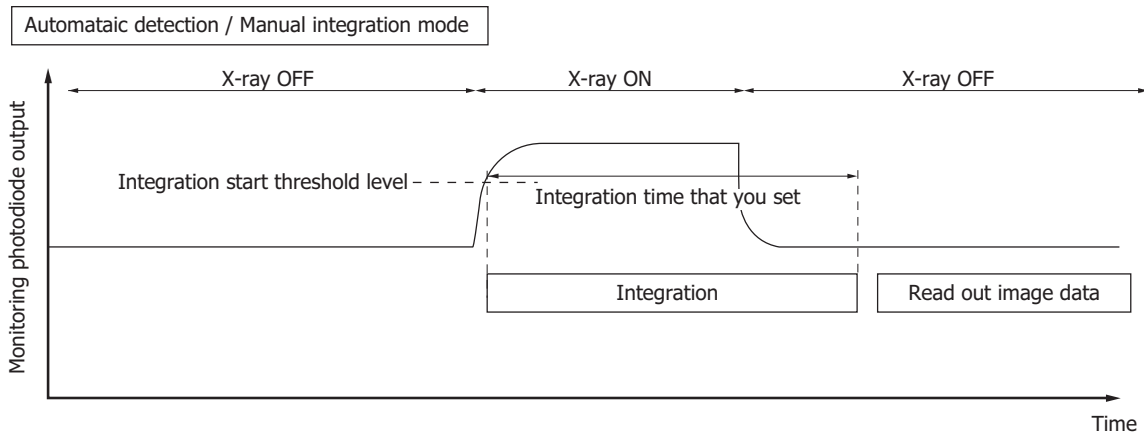 Automataic detection / Manual integration mode
X-ray OFF
X-ray ON
X-ray OFF
Monitoring photodiode output
Integration start threshold level
Integration time that you set
Integration
Read out image data
Time